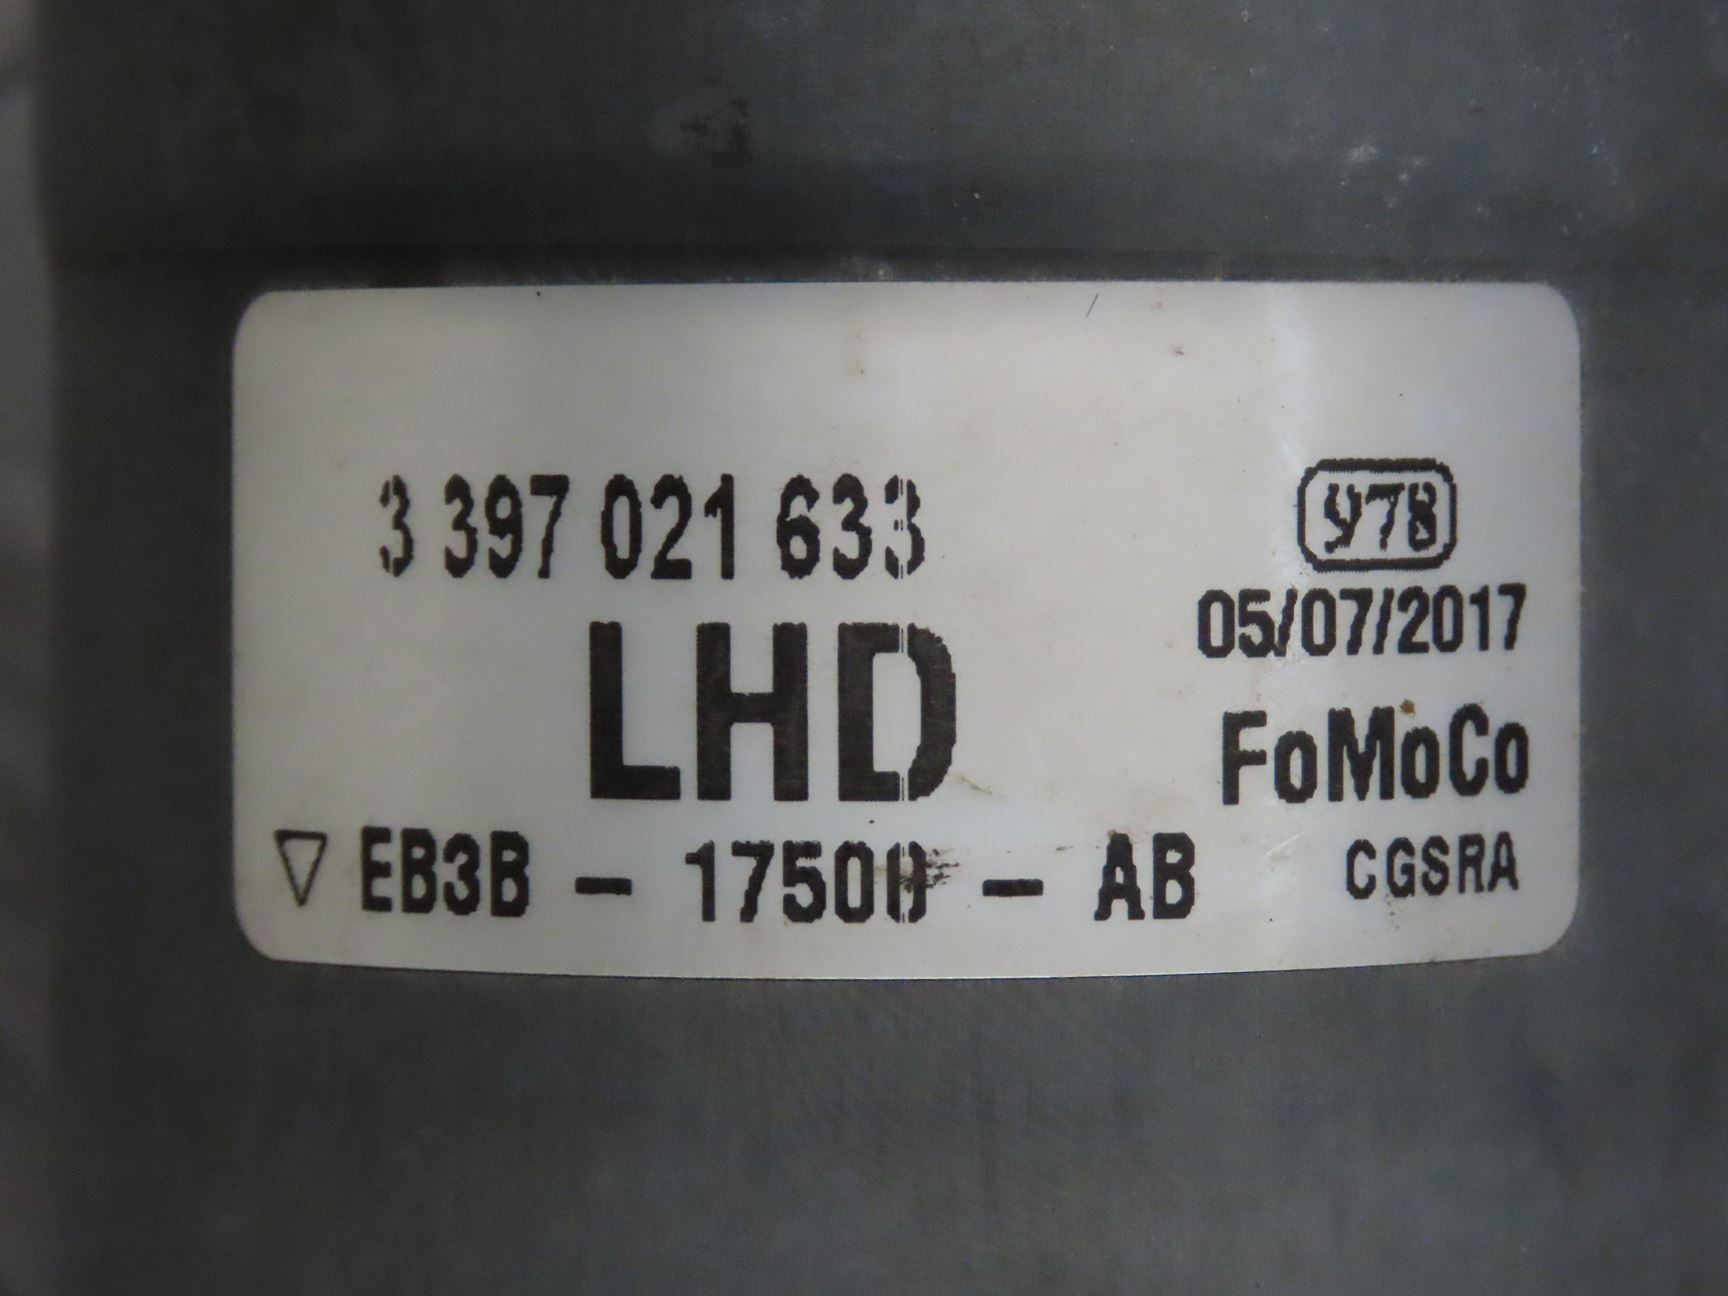 3 397 021 633
978
05/07/2017
LHD
FoMoCo
EB3B - 17500 - AB
CGSRA